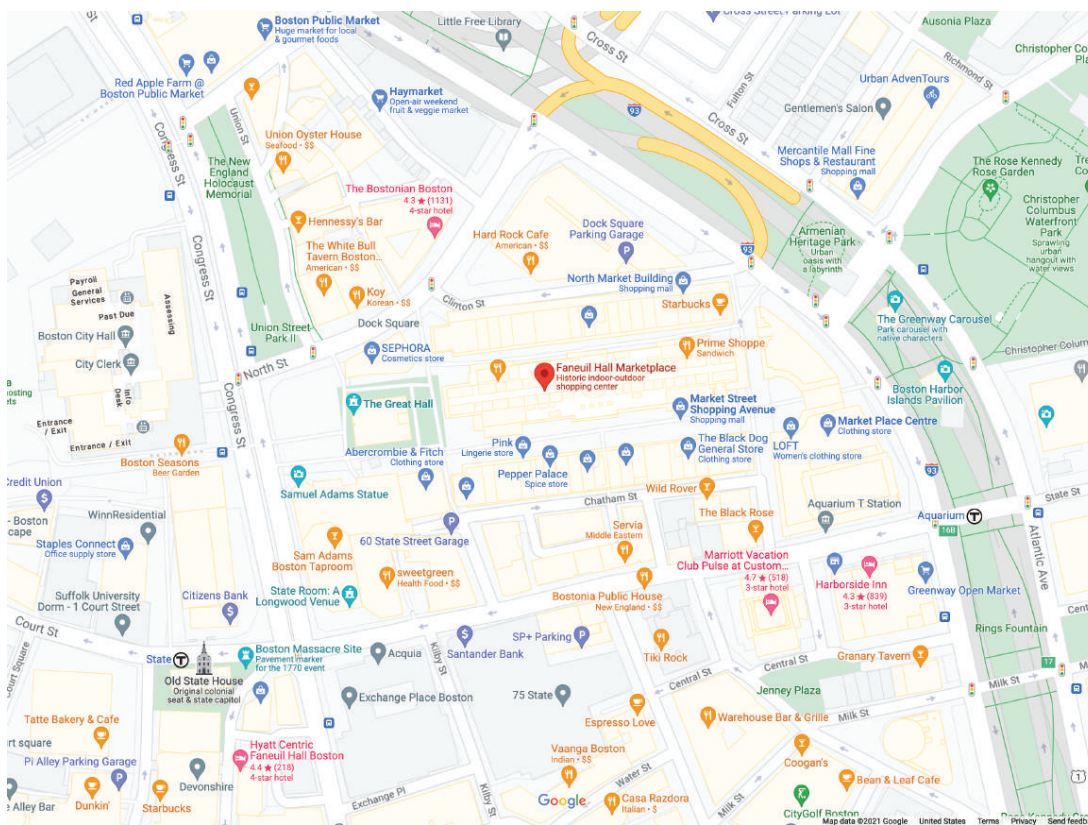 Boston Public Market
Huge market for local
& gourmet foods
Little Free Library
Cross Street Parking Lot
Ausonia Plaza
Cross St
Christopher C
Red Apple Farm @
Boston Public Market
Haymarket
Open-air weekend
fruit & veggie market
Fulton St
Richmond St
Urban AdvenTours
Gentlemen's Salon
93
Cross St
Union St
Congress St
Union Oyster House
Seafood • $$
Mercantile Mall Fine
Shops & Restaurant
Shopping mall
The New
England
Holocaust
Memorial
The Bostonian Boston
4.3 ★ (1131)
4-star hotel
The Rose Kennedy
Rose Garden
Christopher
Columbus
Waterfront
Park
Sprawling
urban
hangout with
water views
Hennessy's Bar
Hard Rock Cafe
American • $$
Dock Square
Parking Garage
Armenian
Heritage Park
Urban
oasis with
a labyrinth
93
Congress St
The White Bull
Tavern Boston...
American • $$
North Market Building
Shopping mall
Payroll
General
Services
Assessing
Past Due
Koy
Korean • $$
Clinton St
Starbucks
The Greenway Carousel
Park carousel with
native characters
Boston City Hall
Union Street
Park II
Dock Square
City Clerk
North St
SEPHORA
Cosmetics store
Prime Shoppe
Sandwich
Christopher Colum
Faneuil Hall Marketplace
Historic indoor-outdoor
shopping center
Boston Harbor
Islands Pavilion
Info
Desk
Congress St
The Great Hall
Market Street
Shopping Avenue
Shopping mall
Market Place Centre
Clothing store
Entrance
/ Exit
Entrance / Exit
Boston Seasons
Beer Garden
Abercrombie & Fitch
Clothing store
Pink
Lingerie store
Pepper Palace
Spice store
The Black Dog
General Store
Clothing store
LOFT
Women's clothing store
93
Credit Union
Samuel Adams Statue
Wild Rover
Chatham St
State St
- Boston
WinnResidential
Aquarium T Station
Aquarium
T
The Black Rose
60 State Street Garage
Servia
Middle Eastern
16B
Staples Connect
Office supply store
Sam Adams
Boston Taproom
sweetgreen
Health Food • $$
Marriott Vacation
Club Pulse at Custom...
4.7 ★ (518)
3-star hotel
Harborside Inn
4.3 ★ (839)
3-star hotel
Greenway Open Market
Atlantic Ave
Suffolk University
Dorm - 1 Court Street
Citizens Bank
State Room: A
Longwood Venue
Bostonia Public House
New England • $$
Court St
Rings Fountain
SP+ Parking
State
T
Boston Massacre Site
Pavement marker
for the 1770 event
Acquia
Kilby St
Santander Bank
Tiki Rock
Central St
Granary Tavern
17
Court Square
Old State House
Original colonial
seat & state capitol
Exchange Place Boston
75 State
Central St
Jenney Plaza
Milk St
Tatte Bakery & Cafe
Espresso Love
Warehouse Bar & Grille
Milk St
Hyatt Centric
Faneuil Hall Boston
4.4 ★ (218)
4-star hotel
Vaanga Boston
Indian • $$
Coogan's
Pi Alley Parking Garage
Devonshire
Kilby St
Water St
Bean & Leaf Cafe
1
Dunkin'
Starbucks
Exchange Pl
Google
Casa Razdora
Italian • $
Milk St
CityGolf Boston
e Alley Bar
Map data ©2021 Google
United States
Terms
Privacy
Send feedb